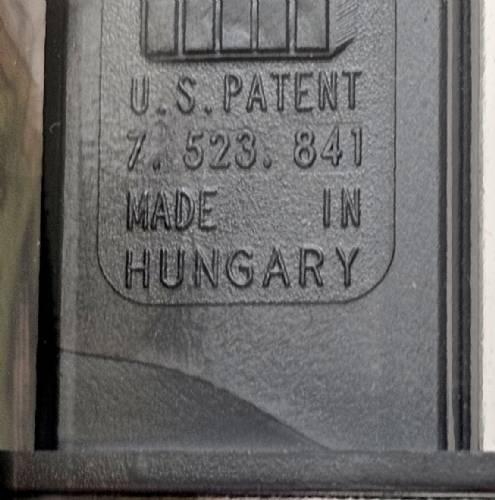 U.S. PATENT
7. 523. 841
MADE IN
HUNGARY